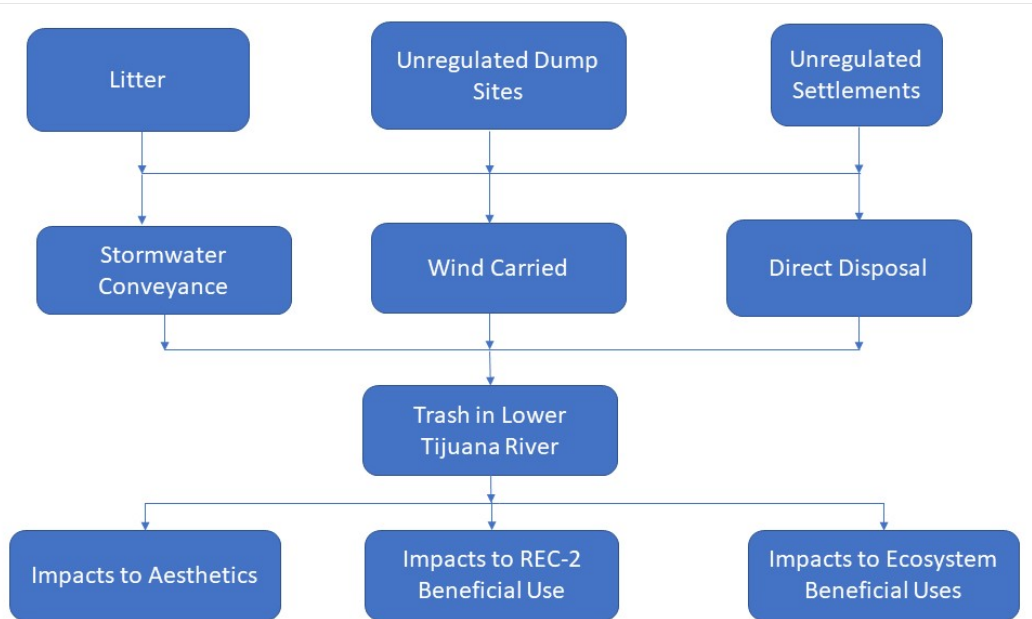 Litter
Unregulated Dump
Sites
Unregulated
Settlements
Stormwater
Conveyance
Wind Carried
Direct Disposal
Trash in Lower
Tijuana River
Impacts to Aesthetics
Impacts to REC-2
Beneficial Use
Impacts to Ecosystem
Beneficial Uses